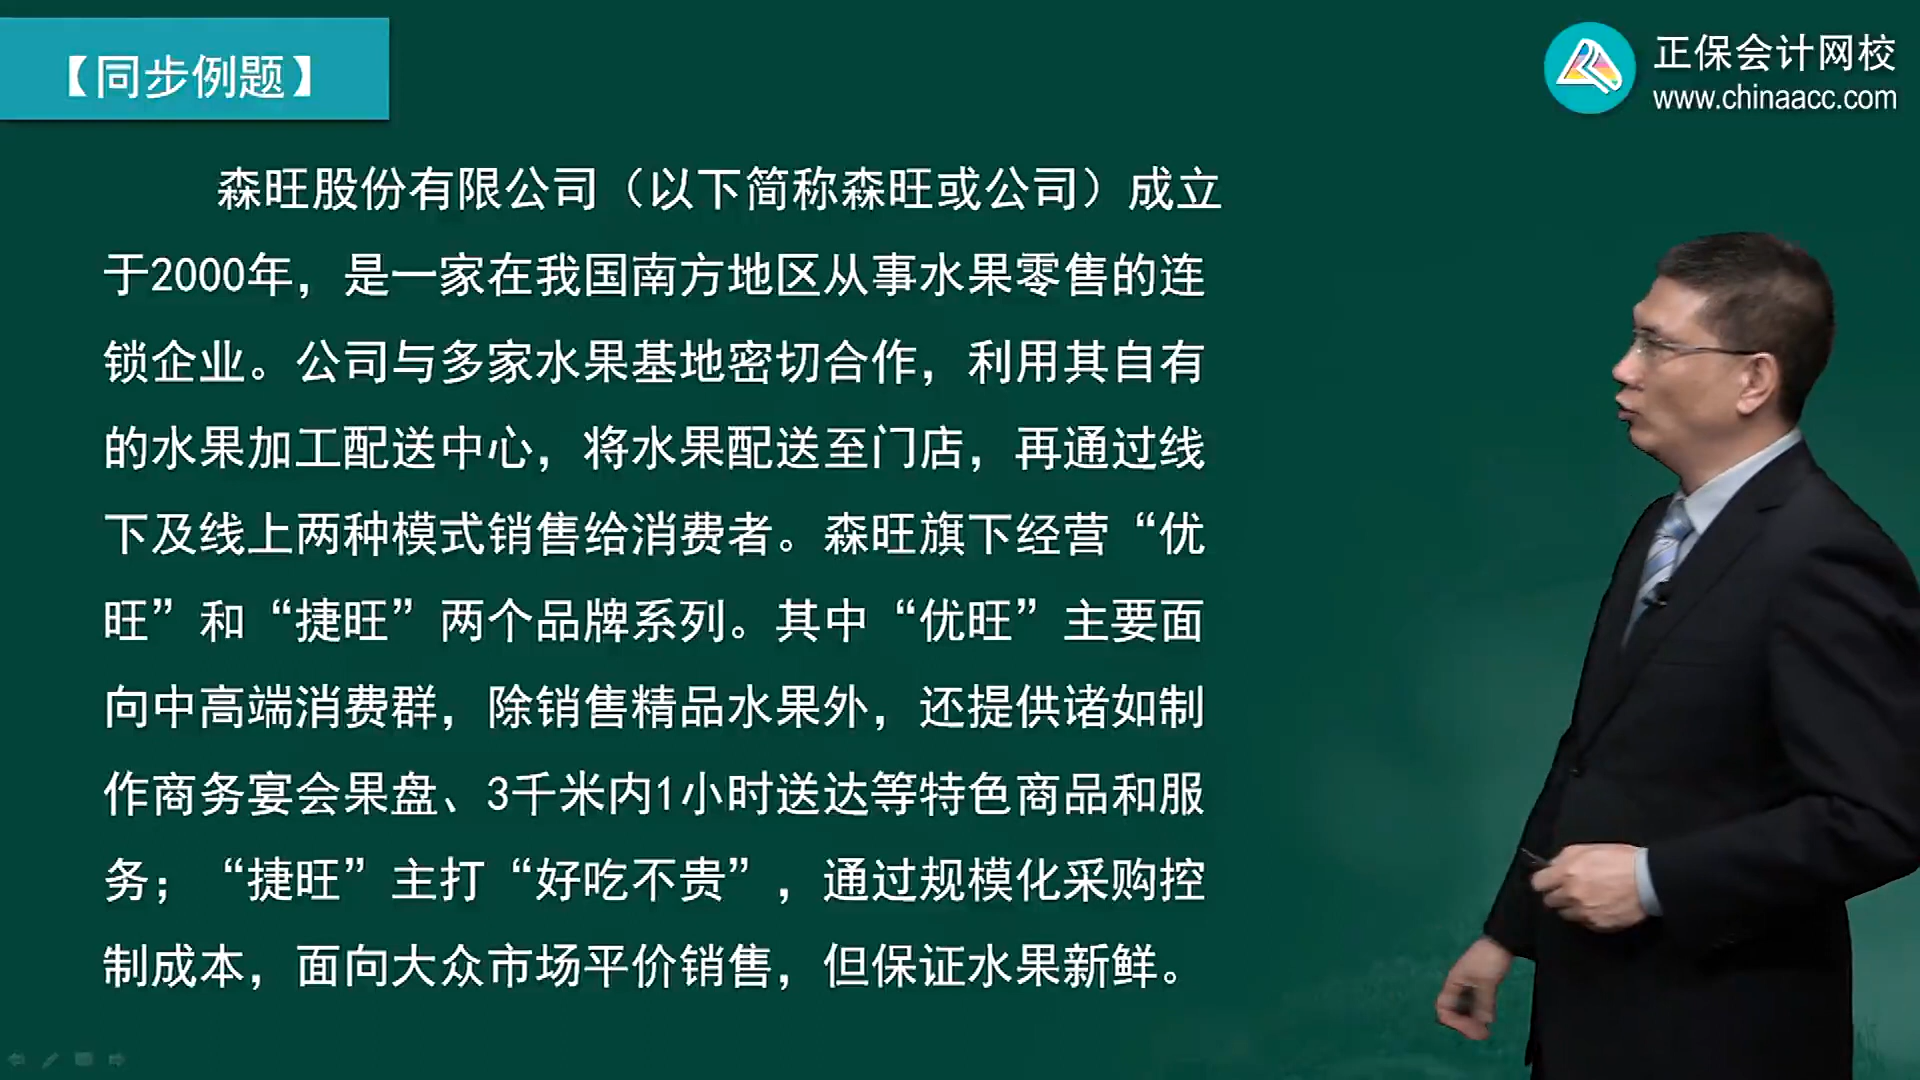 【同步例题】
正保会计网校
www.chinaacc.com
森旺股份有限公司（以下简称森旺或公司）成立
于2000年，是一家在我国南方地区从事水果零售的连
锁企业。公司与多家水果基地密切合作，利用其自有
的水果加工配送中心，将水果配送至门店，再通过线
下及线上两种模式销售给消费者。森旺旗下经营“优
旺”和“捷旺”两个品牌系列。其中“优旺”主要面
向中高端消费群，除销售精品水果外，还提供诸如制
作商务宴会果盘、3千米内1小时送达等特色商品和服
务；“捷旺”主打“好吃不贵”，通过规模化采购控
制成本，面向大众市场平价销售，但保证水果新鲜。